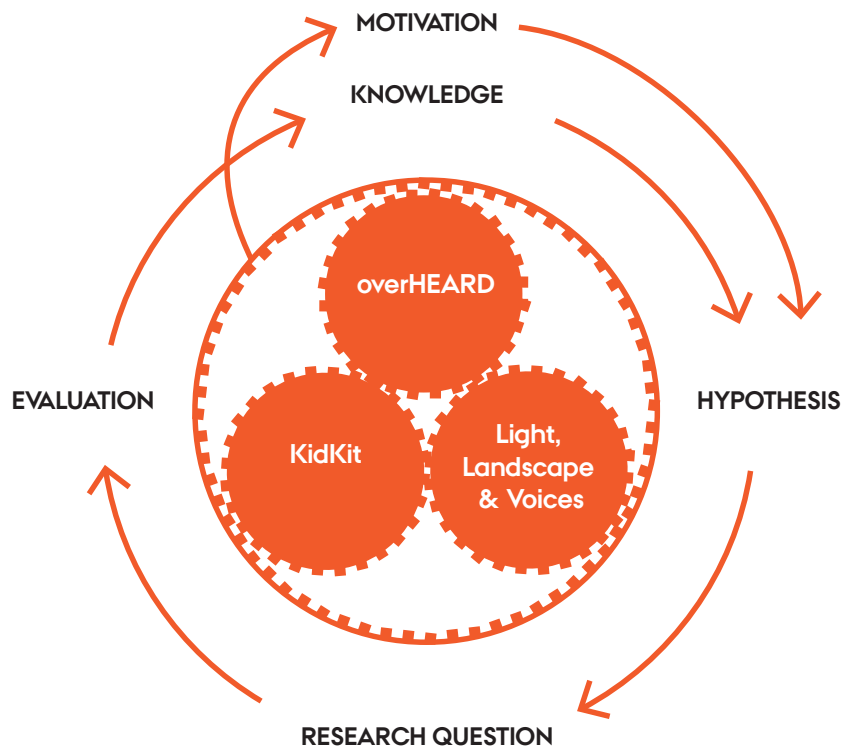 MOTIVATION
KNOWLEDGE
overHEARD
EVALUATION
HYPOTHESIS
KidKit
Light,
Landscape
& Voices
RESEARCH QUESTION